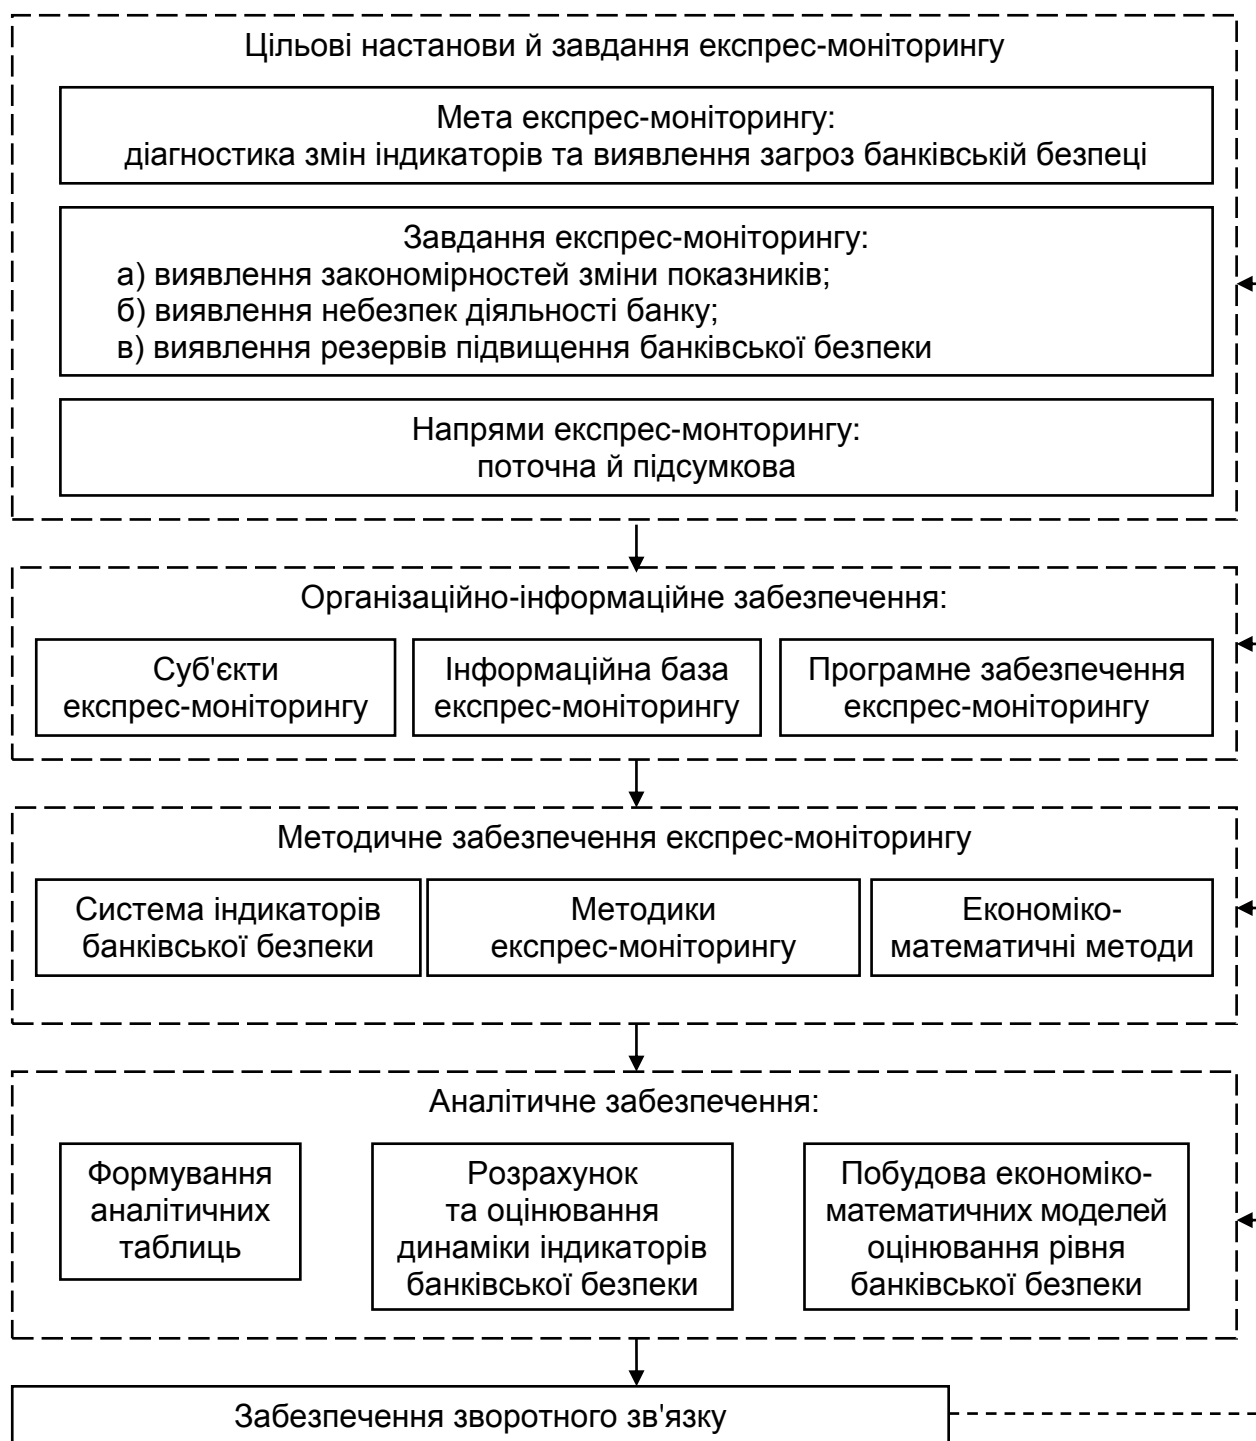 Цільові настанови й завдання експрес-моніторингу
Мета експрес-моніторингу:
діагностика змін індикаторів та виявлення загроз банківській безпеці
Завдання експрес-моніторингу:
а) виявлення закономірностей зміни показників;
б) виявлення небезпек діяльності банку;
в) виявлення резервів підвищення банківської безпеки
Напрями експрес-монторингу:
поточна й підсумкова
Організаційно-інформаційне забезпечення:
Суб'єкти
експрес-моніторингу
Інформаційна база
експрес-моніторингу
Програмне забезпечення
експрес-моніторингу
Методичне забезпечення експрес-моніторингу
Система індикаторів
банківської безпеки
Методики
експрес-моніторингу
Економіко-
математичні методи
Аналітичне забезпечення:
Формування
аналітичних
таблиць
Розрахунок
та оцінювання
динаміки індикаторів
банківської безпеки
Побудова економіко-
математичних моделей
оцінювання рівня
банківської безпеки
Забезпечення зворотного зв'язку